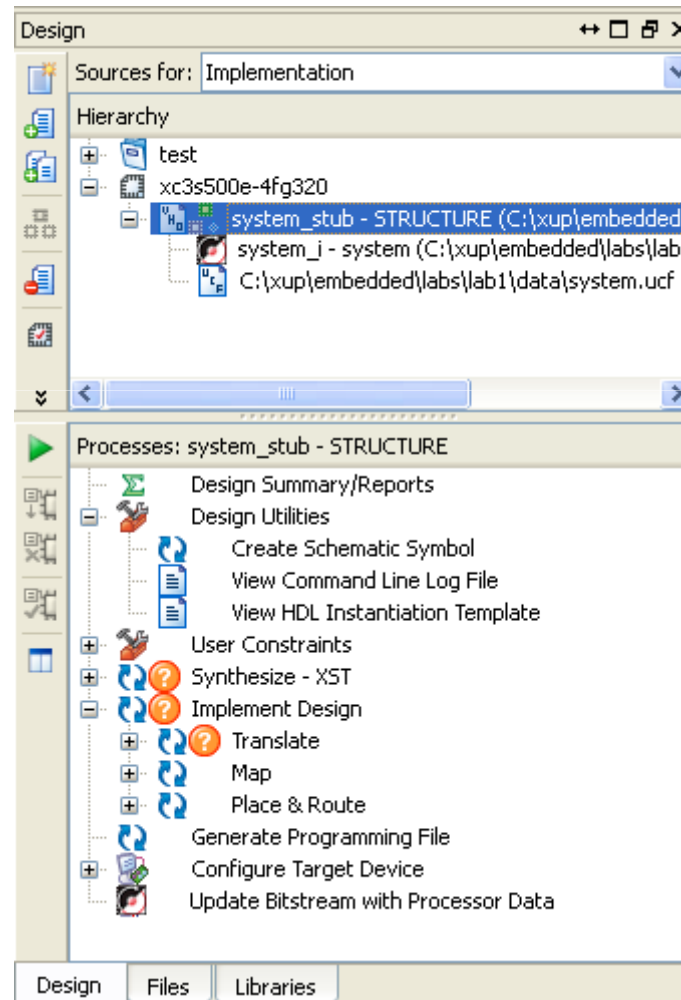 Design
Sources for: Implementation
Hierarchy
test
xc3s500e-4fg320
system_stub - STRUCTURE (C:\xup\embedded
system_i - system (C:\xup\embedded\labs\lab
C:\xup\embedded\labs\lab1\data\system.ucf
Processes: system_stub - STRUCTURE
Design Summary/Reports
Design Utilities
Create Schematic Symbol
View Command Line Log File
View HDL Instantiation Template
User Constraints
Synthesize - XST
Implement Design
Translate
Map
Place & Route
Generate Programming File
Configure Target Device
Update Bitstream with Processor Data
Design Files Libraries